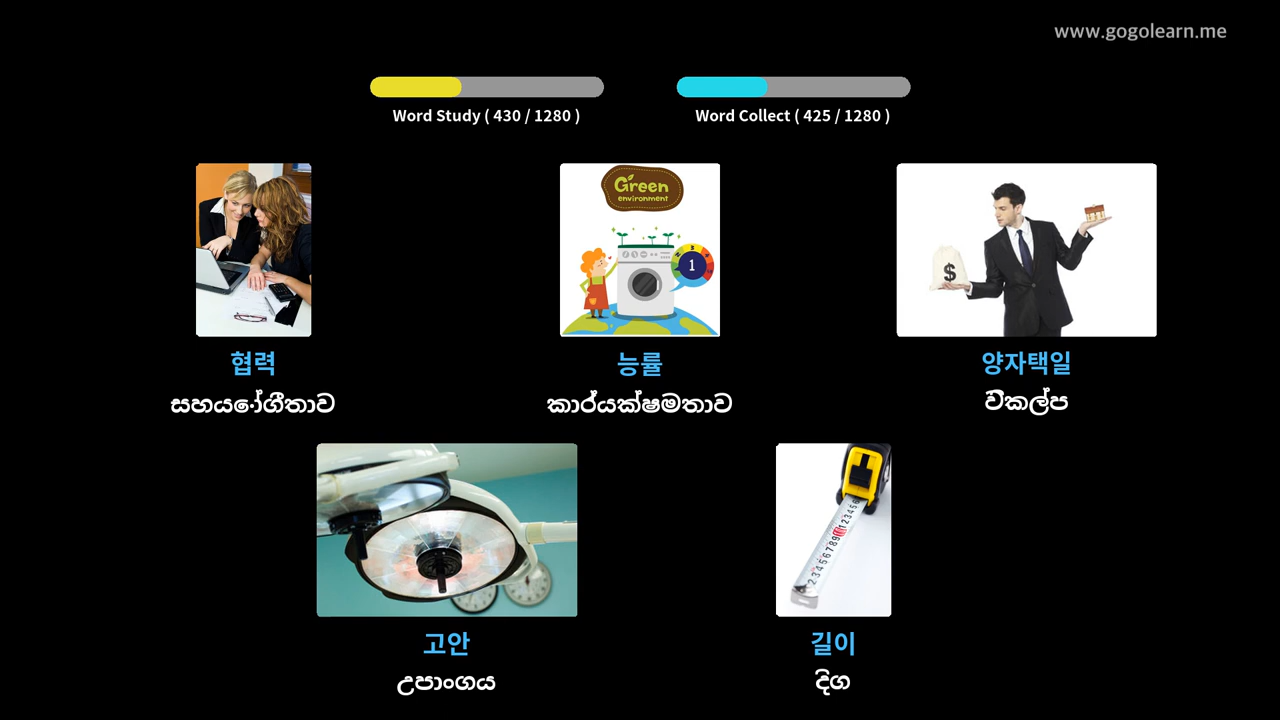 www.gogolearn.me
Word Study ( 430 / 1280 )
Word Collect ( 425 / 1280 )
Green
environment
1
$
협력
සහයෝගීතාව
능률
කාර්යක්ෂමතාව
양자택일
විකල්ප
고안
උපාංගය
길이
දිග